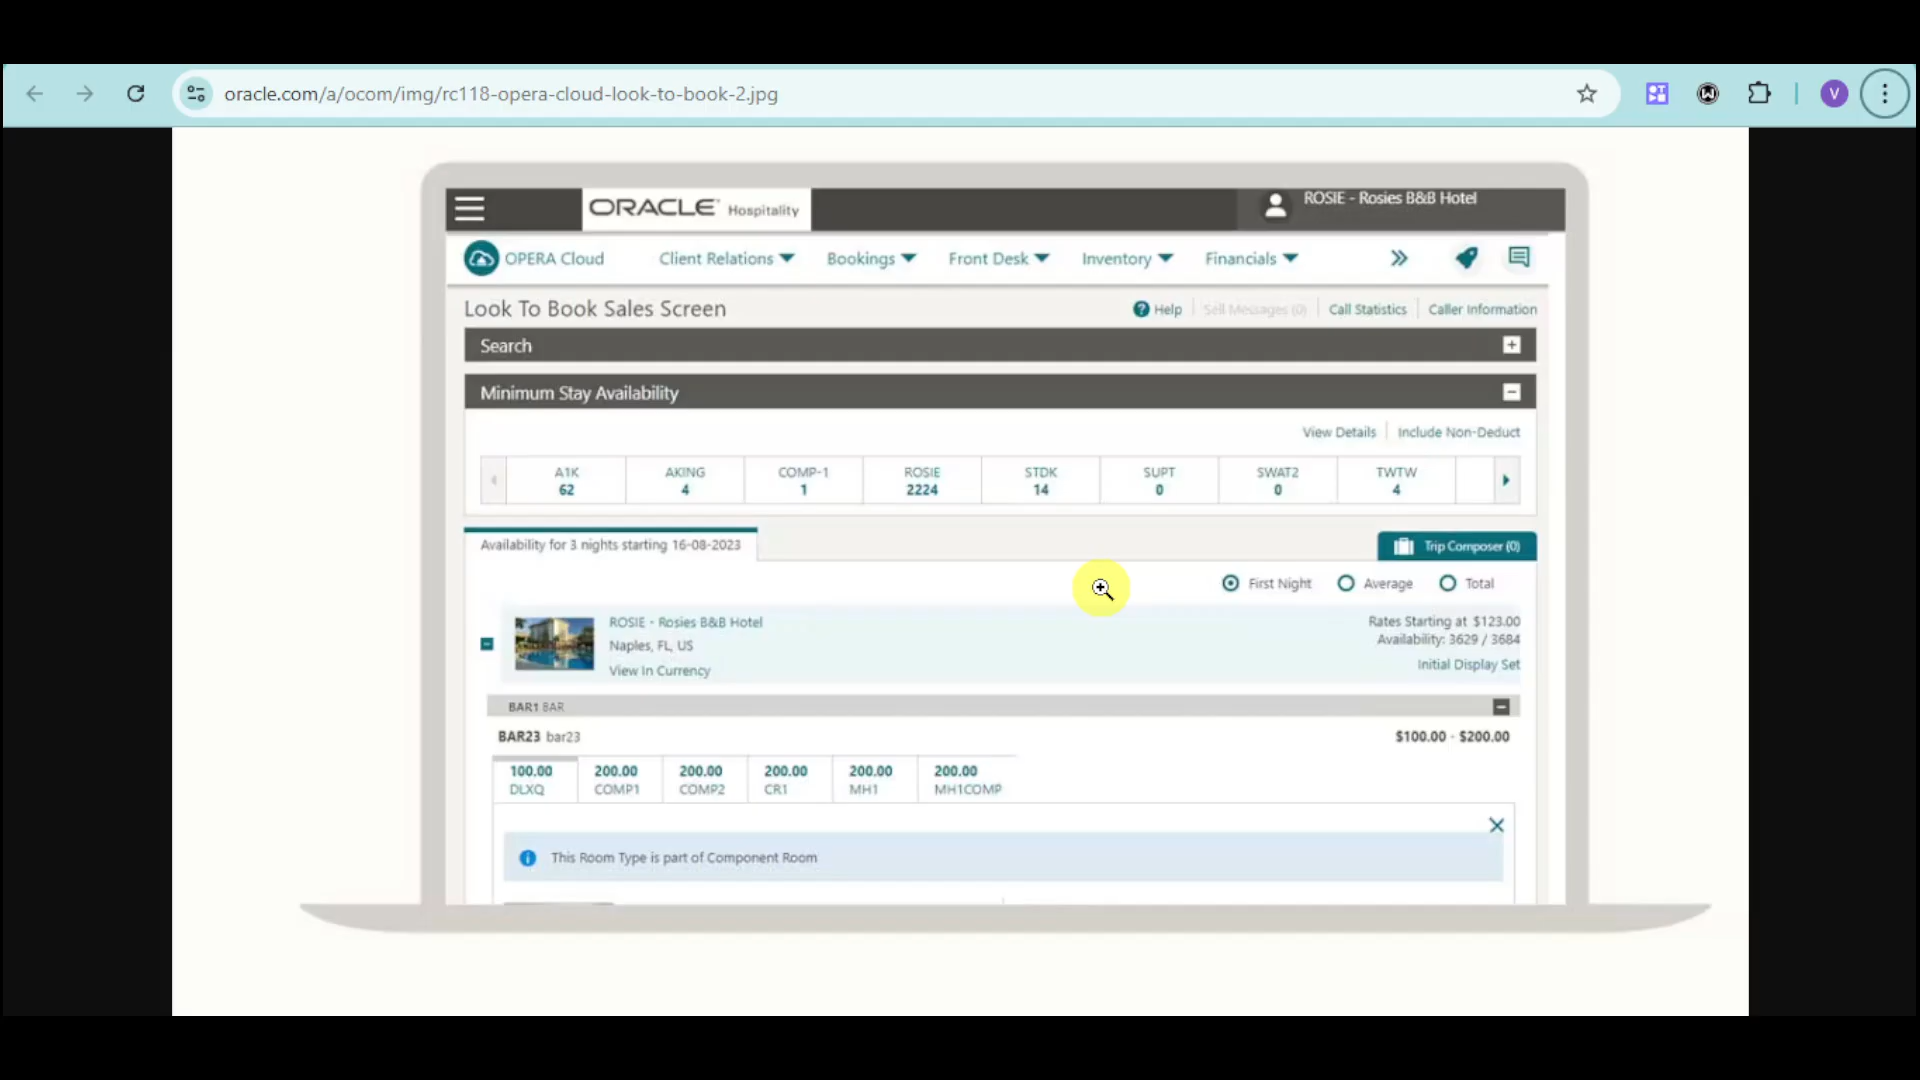 oracle.com/a/ocom/img/rc118-opera-cloud-look-to-book-2.jpg
V
ORACLE Hospitality
ROSIE - Rosies B&B Hotel
OPERA Cloud Client Relations Bookings Front Desk Inventory Financials
Look To Book Sales Screen
Help Sell Messages (0) Call Statistics Caller Information
Search
Minimum Stay Availability
View Details Include Non-Deduct
A1K AKING COMP-1 ROSIE STDK SUPT SWAT2 TWTW
62 4 1 2224 14 0 0 4
Availability for 3 nights starting 16-08-2023
Trip Composer (0)
First Night Average Total
ROSIE - Rosies B&B Hotel
Naples, FL, US
View In Currency
Rates Starting at $123.00
Availability: 3629 / 3684
Initial Display Set
BAR1 BAR
BAR23 bar23 $100.00 - $200.00
100.00 200.00 200.00 200.00 200.00 200.00
DLXQ COMP1 COMP2 CR1 MH1 MH1COMP
This Room Type is part of Component Room